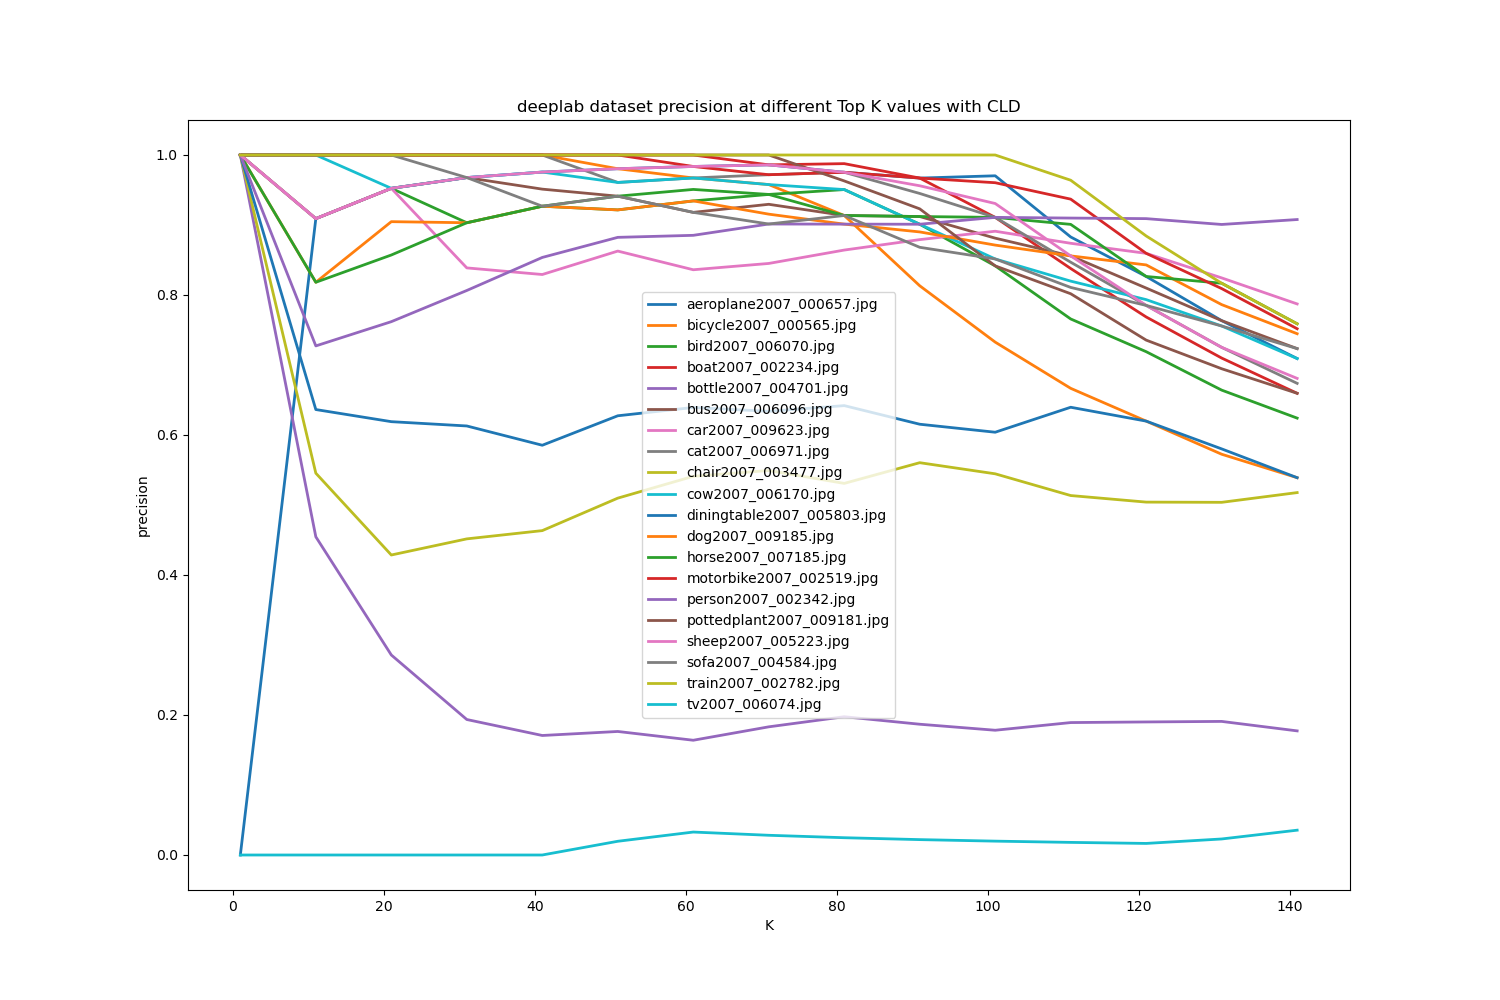 deeplab dataset precision at different Top K values with CLD
1.0
0.8
0.6
0.4
0.2
0.0
precision
aeroplane2007_000657.jpg
bicycle2007_000565.jpg
bird2007_006070.jpg
boat2007_002234.jpg
bottle2007_004701.jpg
bus2007_006096.jpg
car2007_009623.jpg
cat2007_006971.jpg
chair2007_003477.jpg
cow2007_006170.jpg
diningtable2007_005803.jpg
dog2007_009185.jpg
horse2007_007185.jpg
motorbike2007_002519.jpg
person2007_002342.jpg
pottedplant2007_009181.jpg
sheep2007_005223.jpg
sofa2007_004584.jpg
train2007_002782.jpg
tv2007_006074.jpg
0 20 40 60 80 100 120 140
K